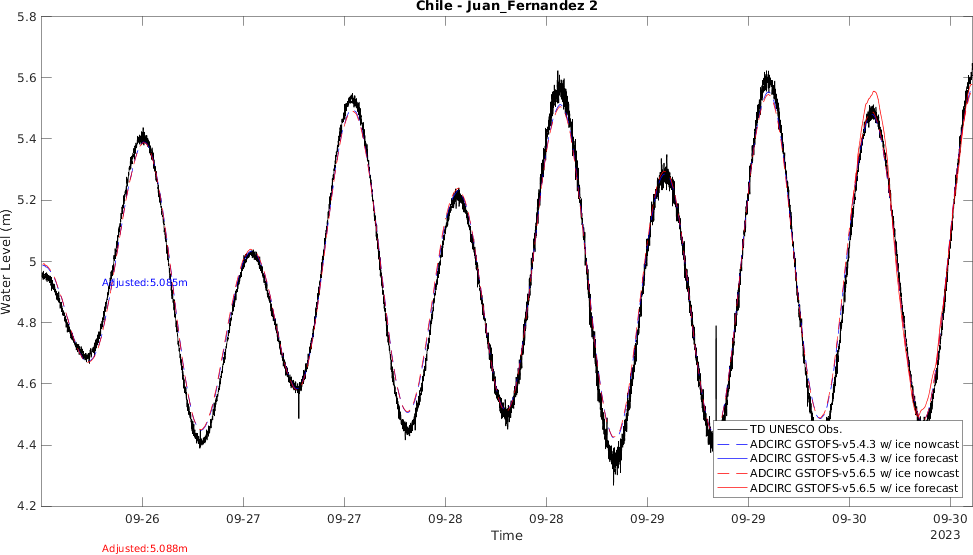 Chile - Juan_Fernandez 2
5.8
5.6
5.4
5.2
5
4.8
4.6
4.4
4.2
Water Level (m)
Adjusted:5.085m
TD UNESCO Obs.
ADCIRC GSTOFS-v5.4.3 w/ ice nowcast
ADCIRC GSTOFS-v5.4.3 w/ ice forecast
ADCIRC GSTOFS-v5.6.5 w/ ice nowcast
ADCIRC GSTOFS-v5.6.5 w/ ice forecast
09-26 09-27 09-27 09-28 09-28 09-29 09-29 09-30 09-30
2023
Time
Adjusted:5.088m